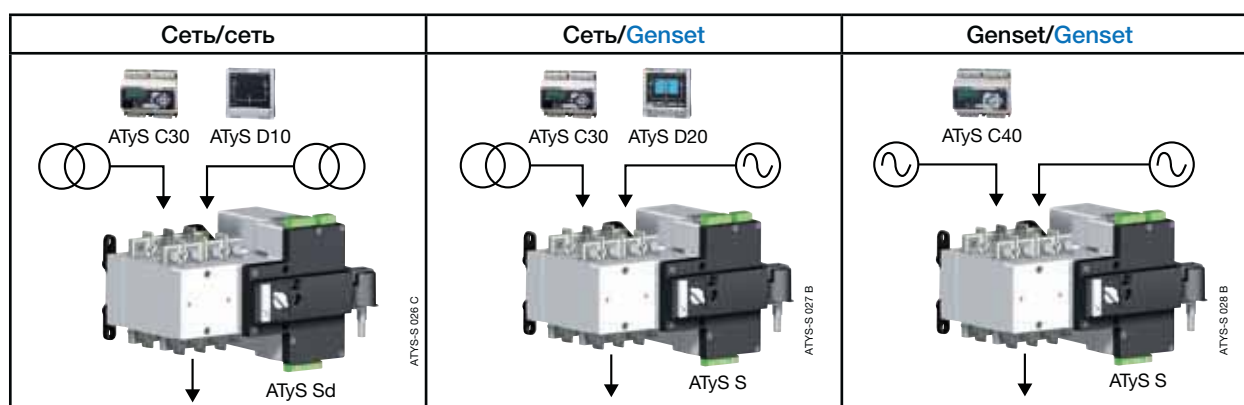 Сеть/сеть
Сеть/Genset
Genset/Genset
ATyS C30
ATyS D10
ATyS C30
ATyS D20
ATyS C40
ATYS-S 026 C
ATYS-S 027 B
ATYS-S 028 B
ATyS Sd
ATyS S
ATyS S